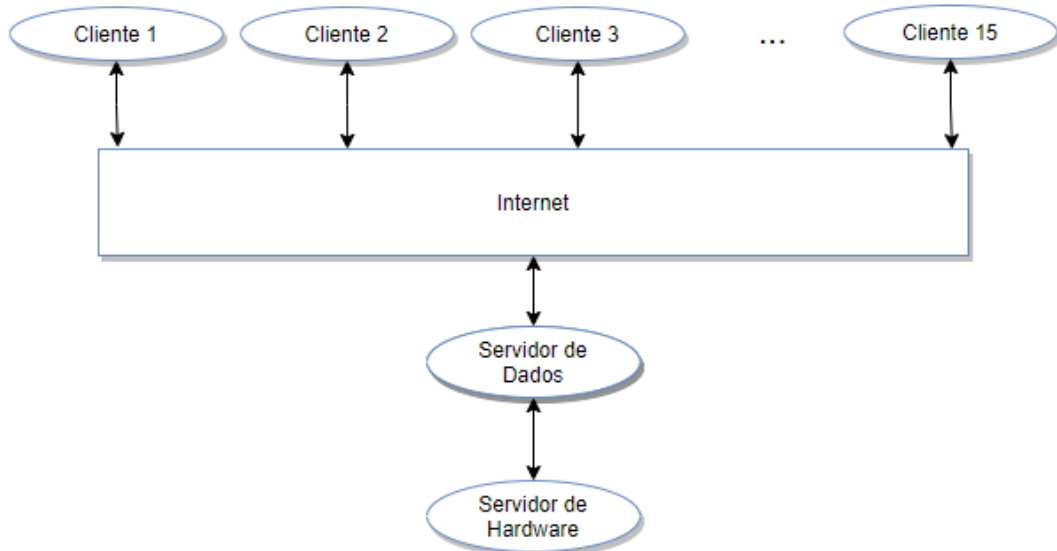 Cliente 1
Cliente 2
Cliente 3
...
Cliente 15
Internet
Servidor de
Dados
Servidor de
Hardware